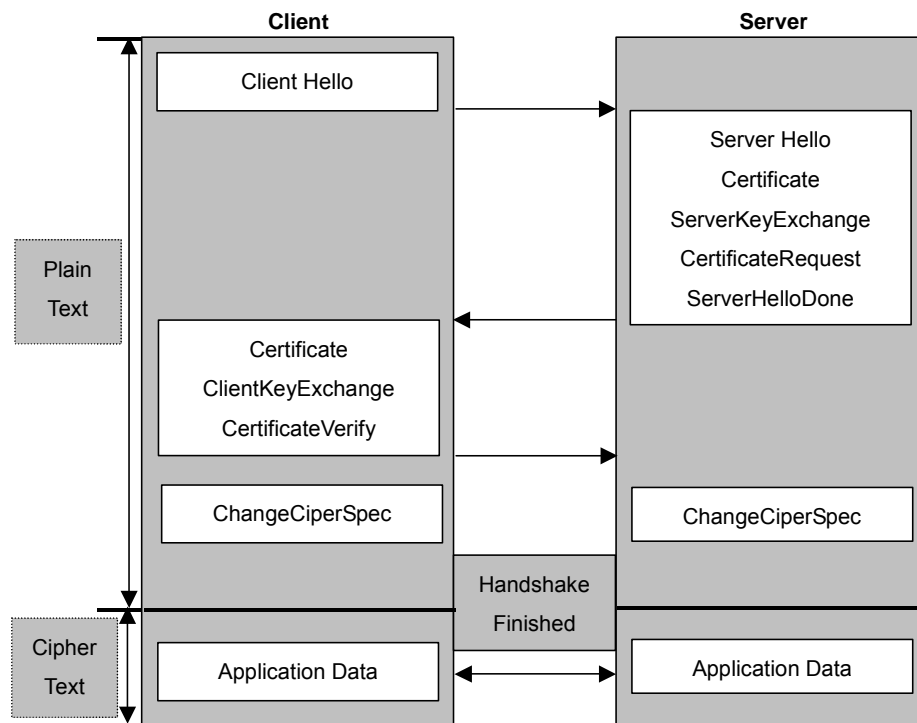 Client
Server
Client Hello
Server Hello
Certificate
ServerKeyExchange
CertificateRequest
ServerHelloDone
Plain
Text
Certificate
ClientKeyExchange
CertificateVerify
ChangeCiperSpec
ChangeCiperSpec
Handshake
Finished
Cipher
Text
Application Data
Application Data